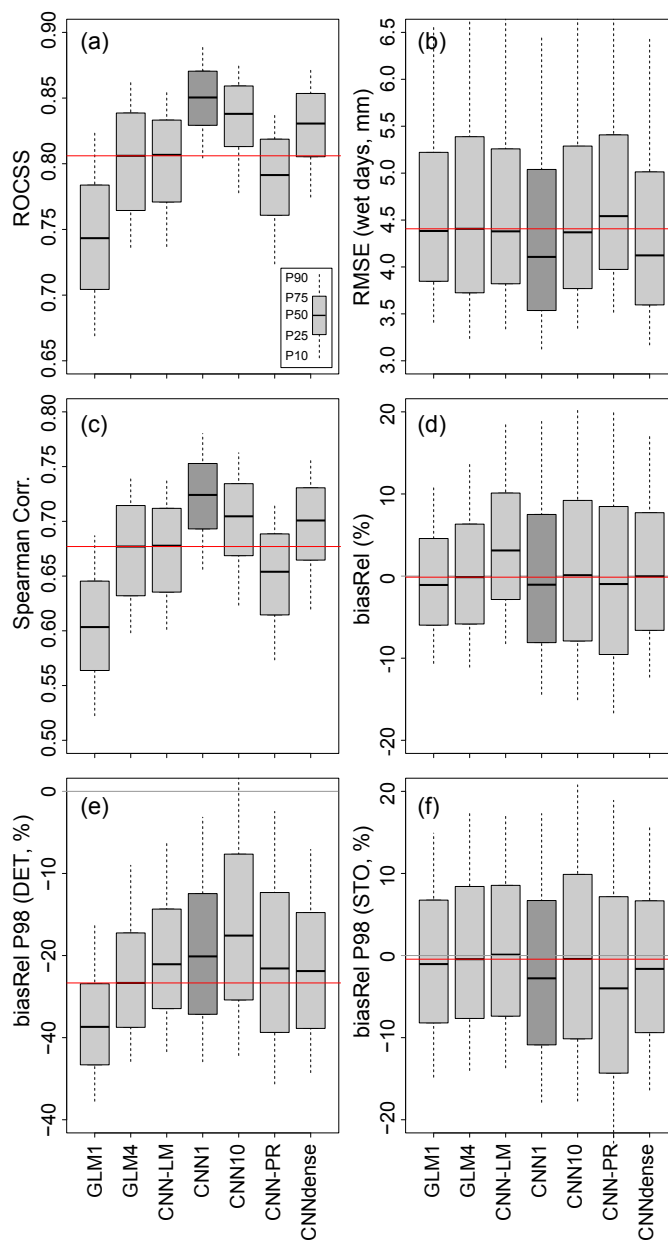 (a)
ROCSS
0.90
0.85
0.80
0.75
0.70
0.65
P90
P75
P50
P25
P10
(b)
RMSE (wet days, mm)
6.5
6.0
5.5
5.0
4.5
4.0
3.5
3.0
(c)
Spearman Corr.
0.80
0.75
0.70
0.65
0.60
0.55
0.50
(d)
biasRel (%)
20
10
0
−10
−20
(e)
biasRel P98 (DET, %)
0
−10
−20
−40
−40
(f)
biasRel P98 (STO, %)
20
10
0
−10
−20
GLM1
GLM4
CNN-LM
CNN1
CNN10
CNN-PR
CNNdense
GLM1
GLM4
CNN-LM
CNN1
CNN10
CNN-PR
CNNdense